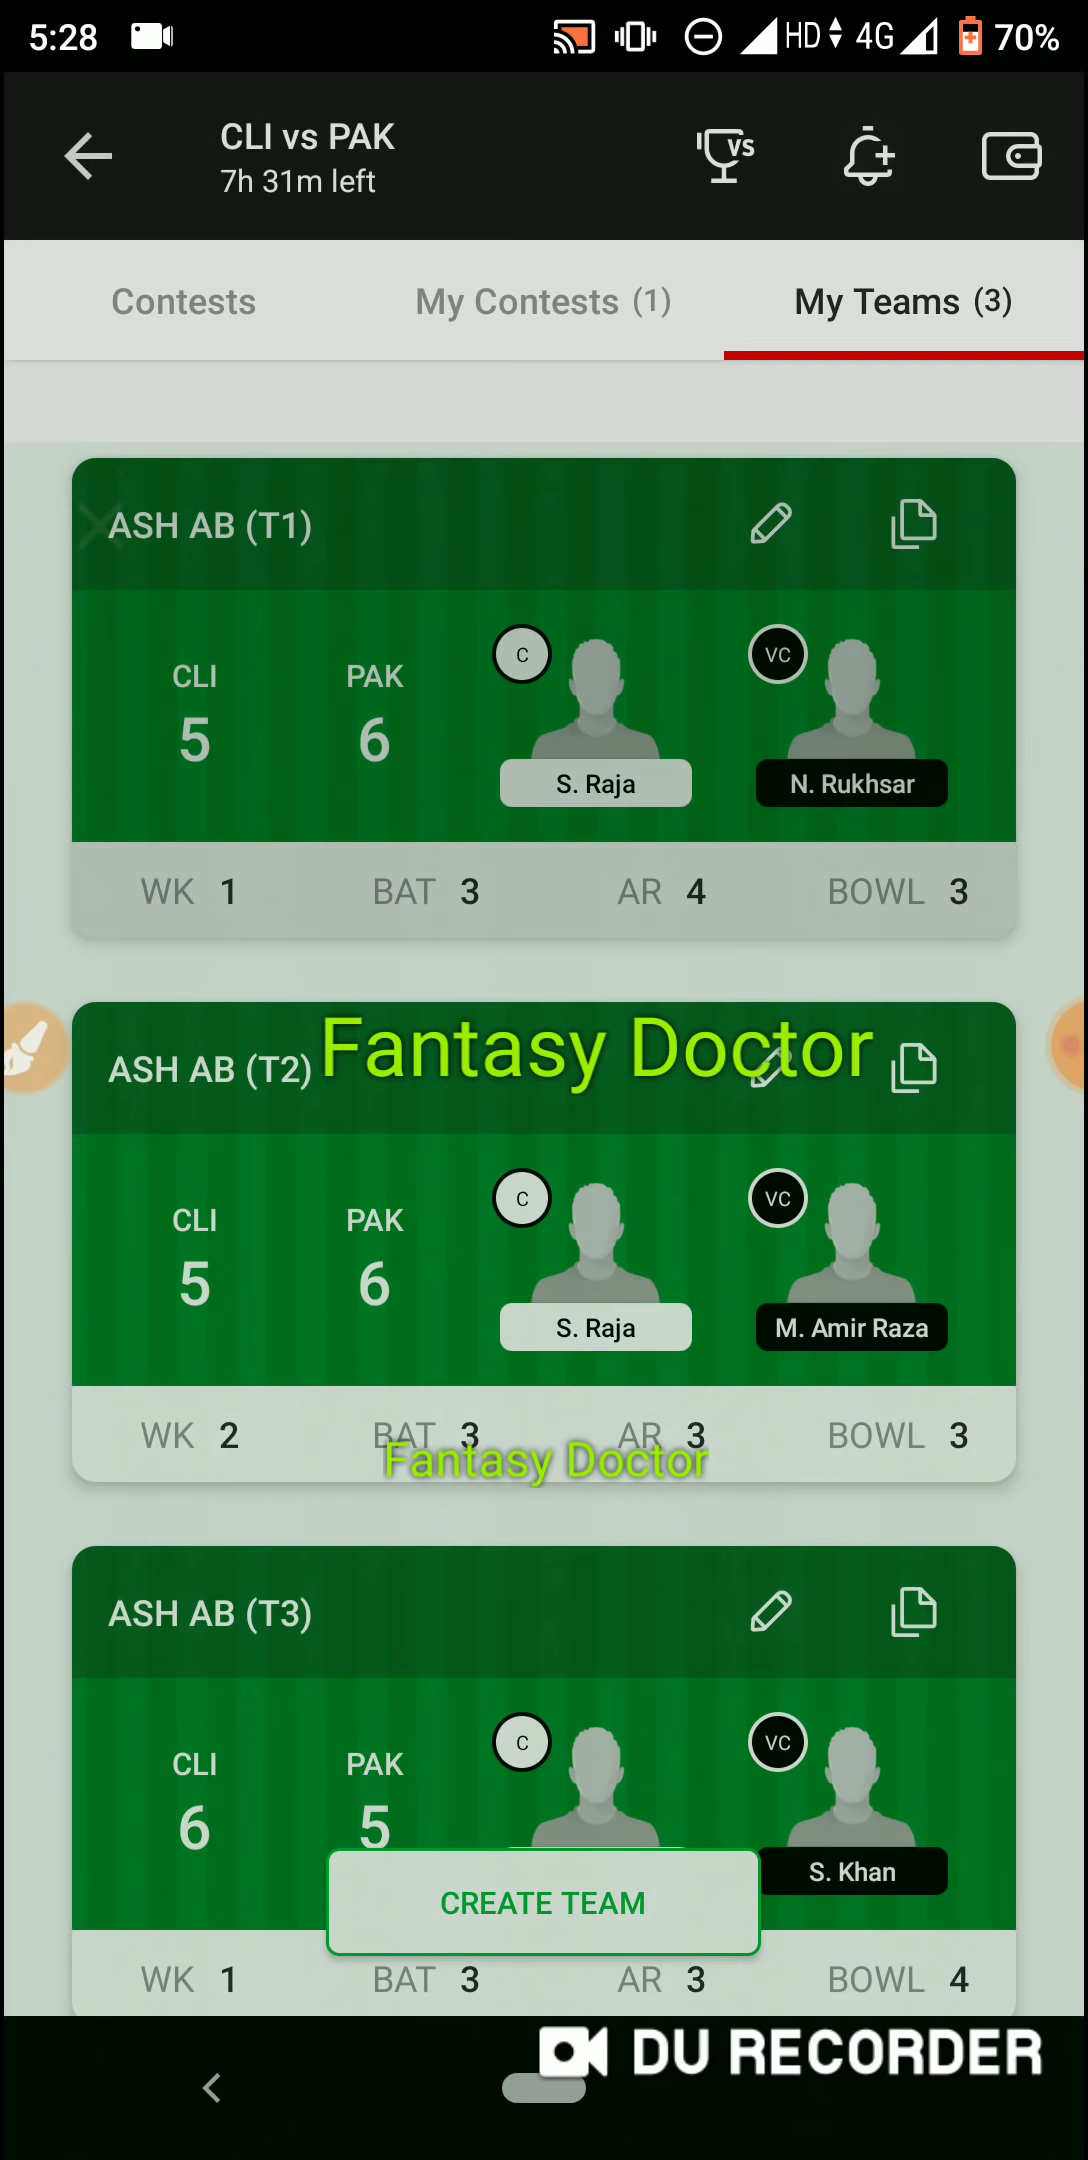 5:28 HD 4G 70%
CLI vs PAK
7h 31m left
VS
Contests My Contests (1) My Teams (3)
ASH AB (T1)
CLI PAK C VC
5 6
S. Raja N. Rukhsar
WK 1 BAT 3 AR 4 BOWL 3
Fantasy Doctor
ASH AB (T2)
CLI PAK C VC
5 6
S. Raja M. Amir Raza
WK 2 BAT 3 AR 3 BOWL 3
Fantasy Doctor
ASH AB (T3)
CLI PAK C VC
6 5
S. Khan
CREATE TEAM
WK 1 BAT 3 AR 3 BOWL 4
DU RECORDER